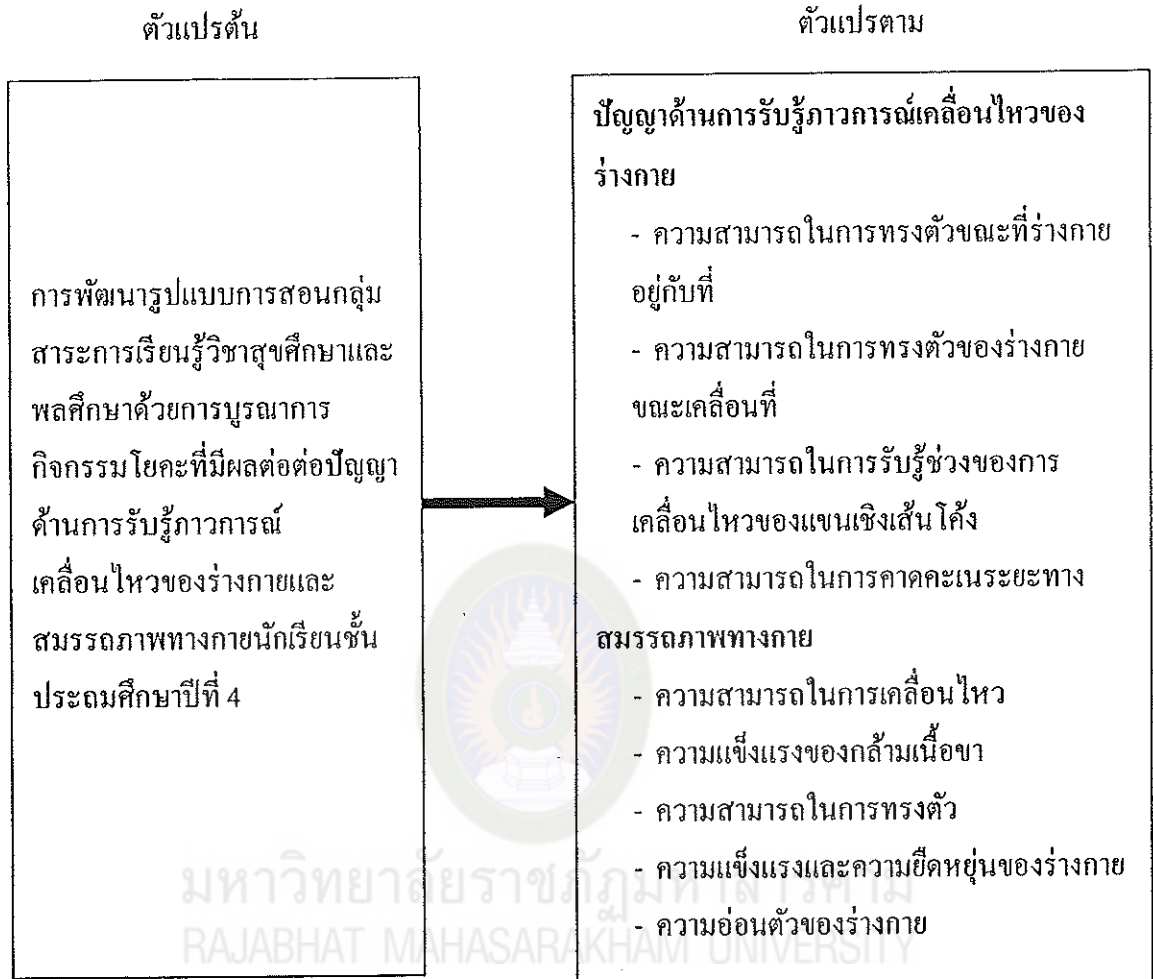 ตัวแปรต้น
ตัวแปรตาม
การพัฒนารูปแบบการสอนกลุ่ม
สาระการเรียนรู้วิชาสุขศึกษาและ
พลศึกษาด้วยการบูรณาการ
กิจกรรมโยคะที่มีผลต่อต่อปัญญา
ด้านการรับรู้ภาวการณ์
เคลื่อนไหวของร่างกายและ
สมรรถภาพทางกายนักเรียนชั้น
ประถมศึกษาปีที่ 4
ปัญญาด้านการรับรู้ภาวการณ์เคลื่อนไหวของ
ร่างกาย
- ความสามารถในการทรงตัวขณะที่ร่างกาย
อยู่กับที่
- ความสามารถในการทรงตัวของร่างกาย
ขณะเคลื่อนที่
- ความสามารถในการรับรู้ช่วงของการ
เคลื่อนไหวของแขนเชิงเส้นโค้ง
- ความสามารถในการคาดคะเนระยะทาง
สมรรถภาพทางกาย
- ความสามารถในการเคลื่อนไหว
- ความแข็งแรงของกล้ามเนื้อขา
- ความสามารถในการทรงตัว
- ความแข็งแรงและความยืดหยุ่นของร่างกาย
- ความอ่อนตัวของร่างกาย
มหาวิทยาลัยราชภัฏมหาสารคาม
RAJABHAT MAHASARAKHAM UNIVERSITY